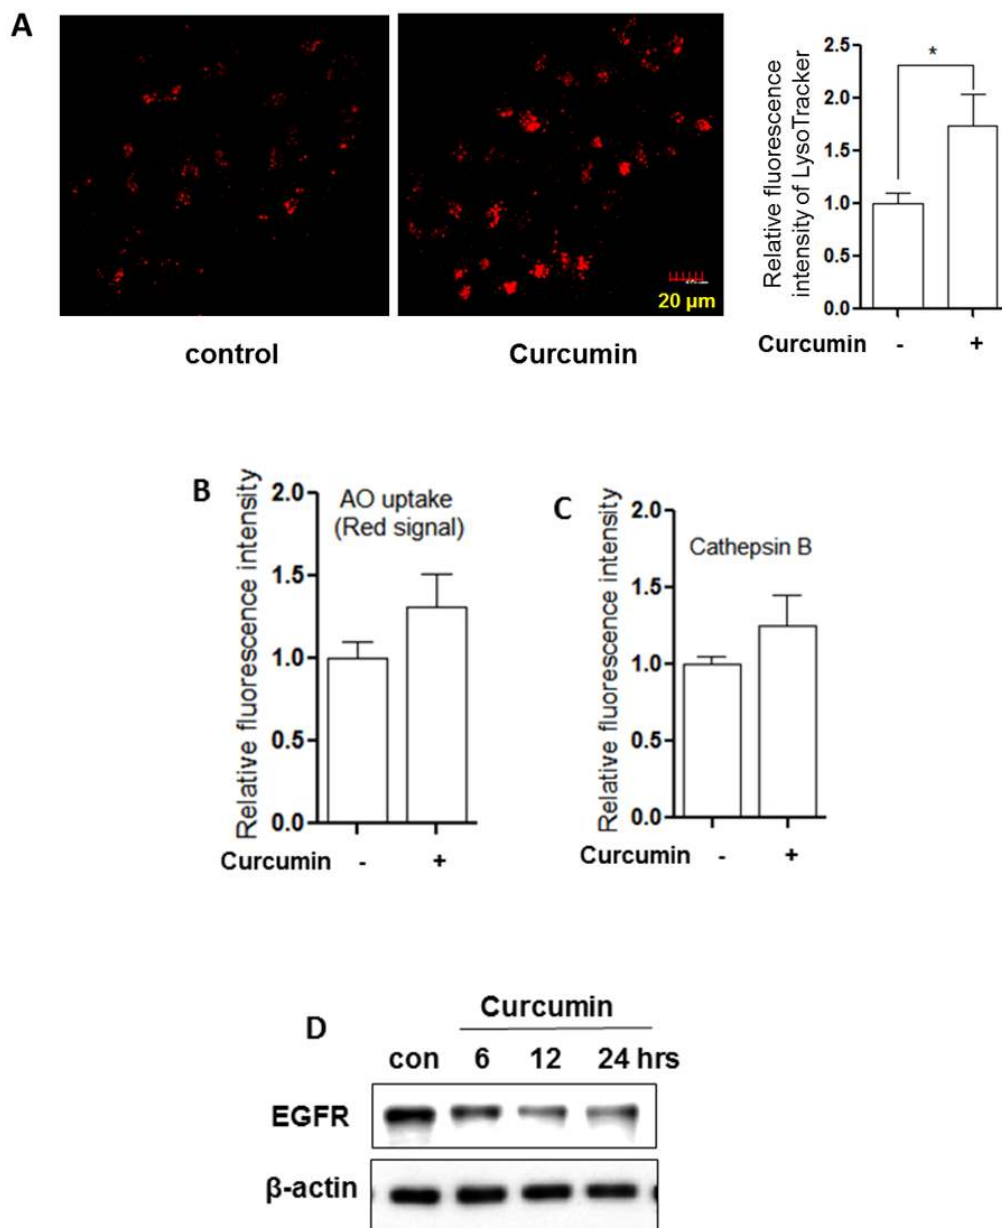 A
20 µm
control
Curcumin
Relative fluorescence
intensity of LysoTracker
2.5
2.0
1.5
1.0
0.5
0.0
*
Curcumin - +
B
Relative fluorescence intensity
2.0
1.5
1.0
0.5
0.0
AO uptake
(Red signal)
Curcumin - +
C
Relative fluorescence intensity
2.0
1.5
1.0
0.5
0.0
Cathepsin B
Curcumin - +
D
Curcumin
con 6 12 24 hrs
EGFR
β-actin